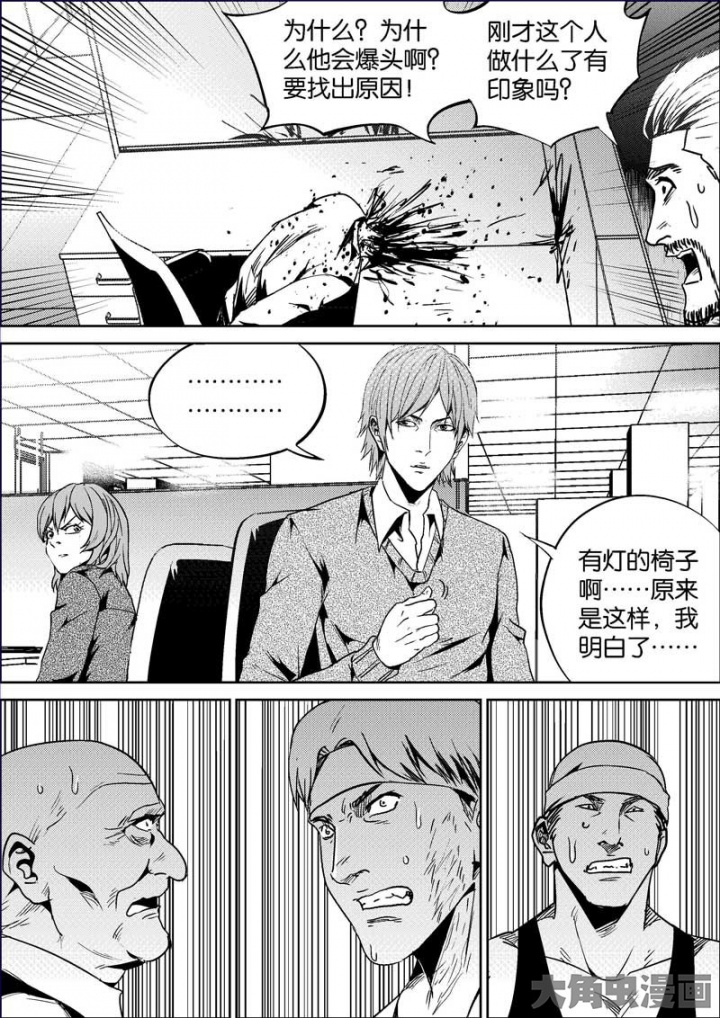 为什么？为什
么他会爆头啊？
要找出原因！
刚才这个人
做什么了有
印象吗？
…………
…………
有灯的椅子
啊……原来
是这样，我
明白了……
大角虫漫画